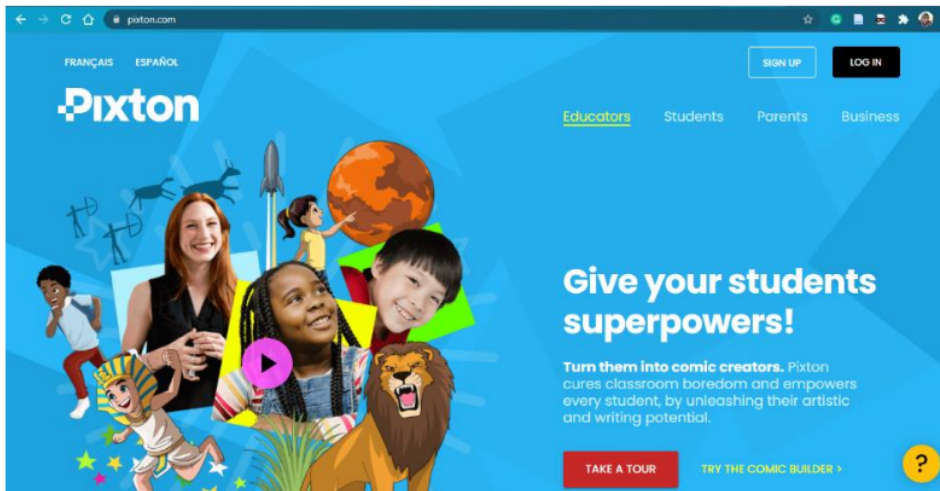 pixton.com
FRANÇAIS ESPAÑOL
SIGN UP LOG IN
Pixton
Educators Students Parents Business
Give your students
superpowers!
Turn them into comic creators. Pixton
cures classroom boredom and empowers
every student, by unleashing their artistic
and writing potential.
TAKE A TOUR TRY THE COMIC BUILDER >
?